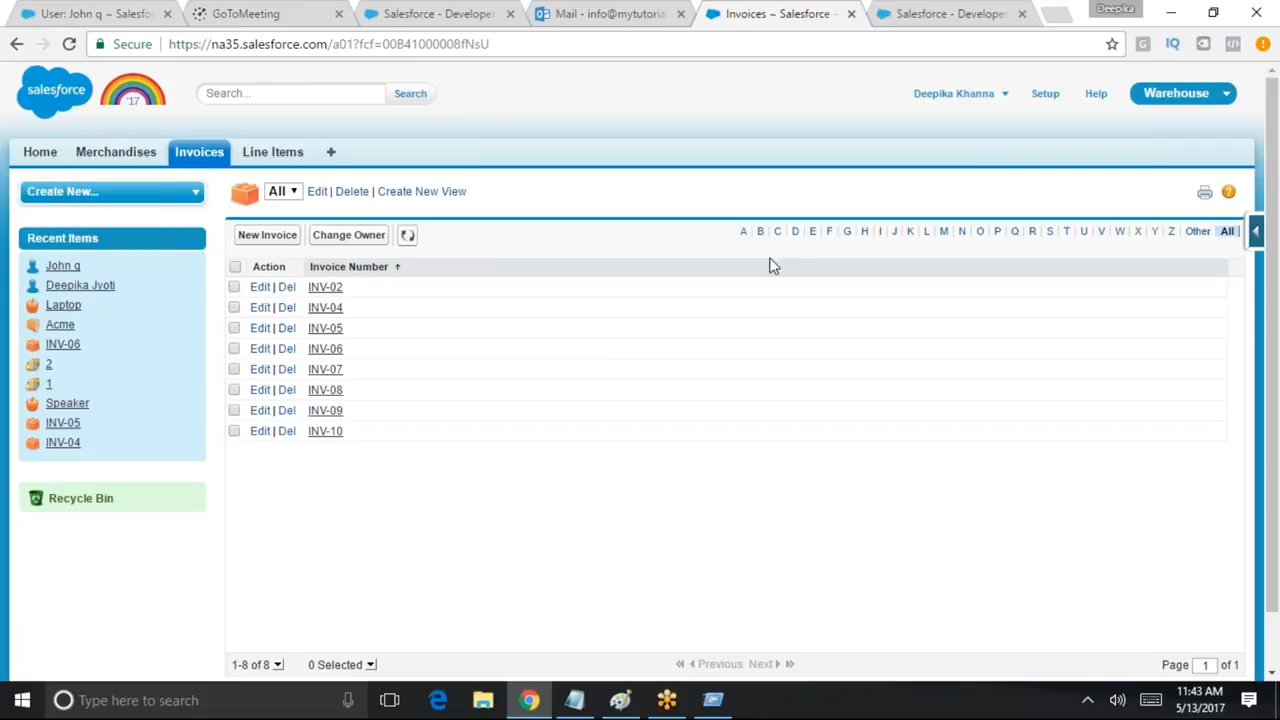 User: John q ~ Salesfo
GoToMeeting
Salesforce - Developer
Mail - info@mytutoria
Invoices ~ Salesforce -
Salesforce - Developer
Deepika
Secure
https://na35.salesforce.com/a01?fcf=00B41000008fNsU
salesforce
'17
Search...
Search
Deepika Khanna
Setup
Help
Warehouse
Home
Merchandises
Invoices
Line Items
+
Create New...
All
Edit | Delete | Create New View
Recent Items
John q
Deepika Jyoti
Laptop
Acme
INV-06
2
1
Speaker
INV-05
INV-04
Recycle Bin
New Invoice
Change Owner
A B C D E F G H I J K L M N O P Q R S T U V W X Y Z Other All
Action
Invoice Number
Edit | Del INV-02
Edit | Del INV-04
Edit | Del INV-05
Edit | Del INV-06
Edit | Del INV-07
Edit | Del INV-08
Edit | Del INV-09
Edit | Del INV-10
1-8 of 8
0 Selected
Previous Next
Page 1 of 1
Type here to search
11:43 AM
5/13/2017